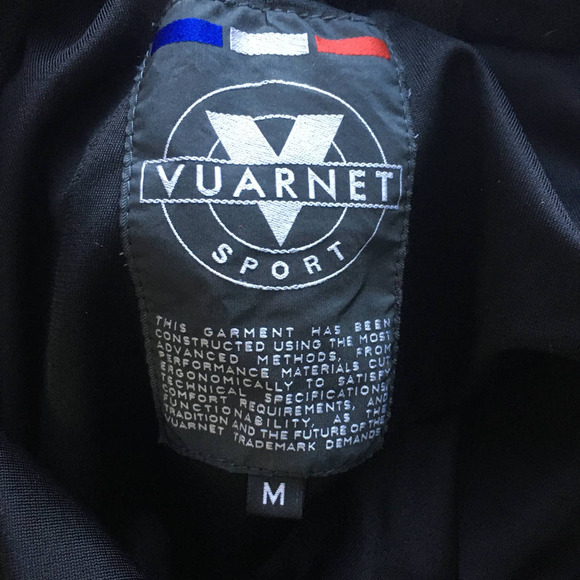 VUARNET
SPORT
THIS GARMENT HAS BEEN
CONSTRUCTED USING THE MOST
ADVANCED METHODS, FROM
PERFORMANCE MATERIALS CUT
ERGONOMICALLY TO SATISFY
TECHNICAL SPECIFICATIONS,
COMFORT REQUIREMENTS, AND
FUNCTIONABILITY, AS THE
TRADITION AND THE FUTURE OF THE
VUARNET TRADEMARK DEMANDS
M